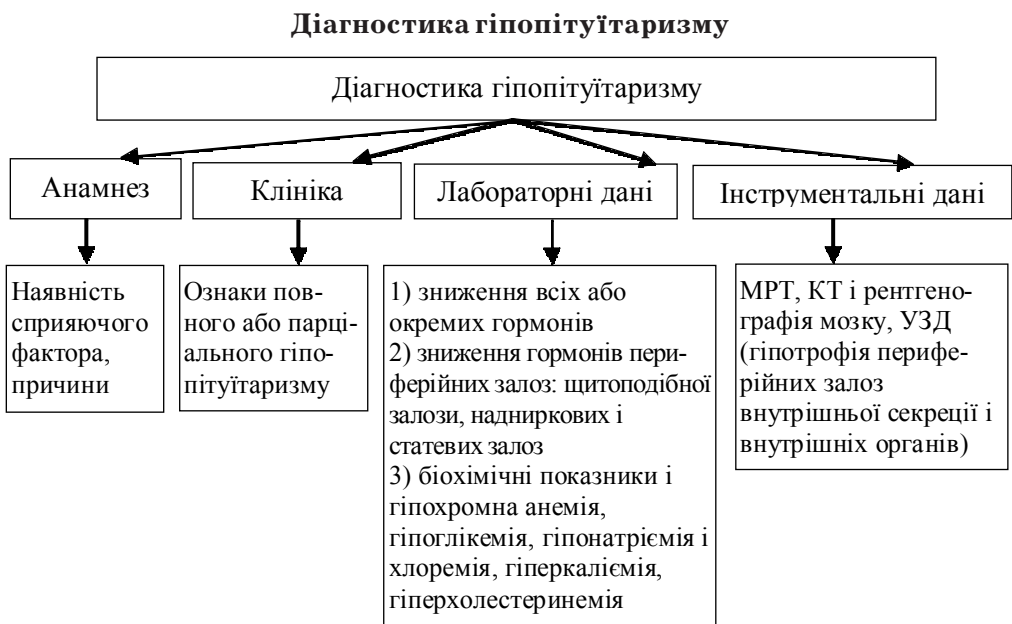 Діагностика гіпопітуїтаризму
Діагностика гіпопітуїтаризму
Анамнез
Клініка
Лабораторні дані
Інструментальні дані
Наявність
сприяючого
фактора,
причини
Ознаки пов-
ного або парці-
ального гіпо-
пітуїтаризму
1) зниження всіх або
окремих гормонів
2) зниження гормонів пери-
ферійних залоз: щитоподібної
залози, надниркових і
статевих залоз
3) біохімічні показники і
гіпохромна анемія,
гіпоглікемія, гіпонатріємія і
хлоремія, гіперкаліємія,
гіперхолестеринемія
МРТ, КТ і рентгено-
графія мозку, УЗД
(гіпотрофія перифе-
рійних залоз
внутрішньої секреції і
внутрішніх органів)